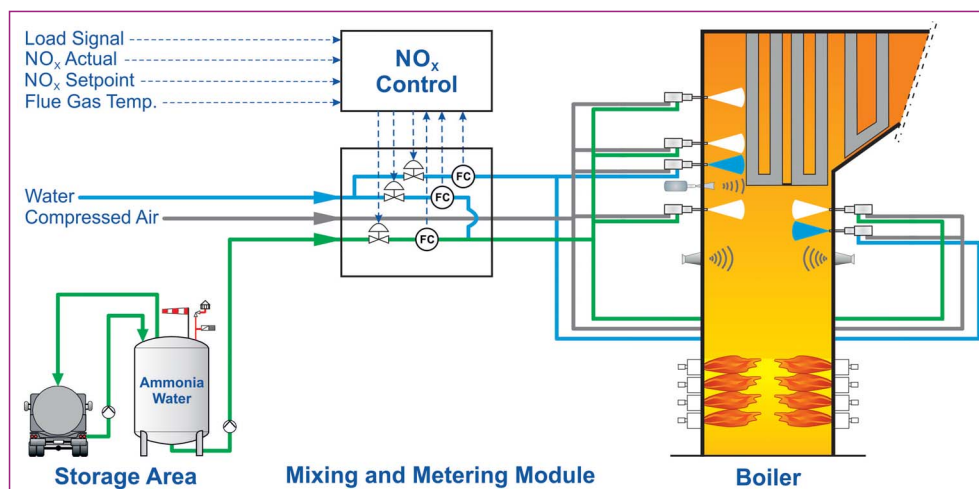 Load Signal
NOx Actual
NOx Setpoint
Flue Gas Temp.
NOx
Control
Water
Compressed Air
FC
FC
FC
Ammonia
Water
Storage Area
Mixing and Metering Module
Boiler